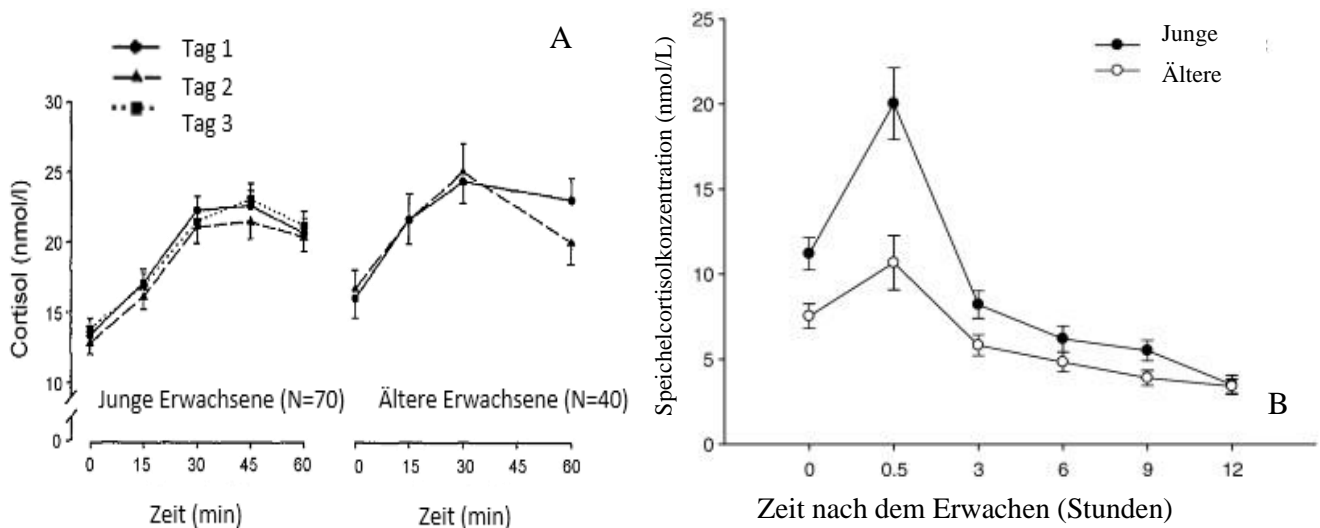 A
Tag 1
Tag 2
Tag 3
Cortisol (nmol/l)
30
25
20
15
10
0
Junge Erwachsene (N=70)
Ältere Erwachsene (N=40)
0 15 30 45 60
0 15 30 45 60
Zeit (min)
Zeit (min)
Junge
Ältere
Speichelcortisolkonzentration (nmol/L)
25
20
15
10
5
0
B
0 0.5 3 6 9 12
Zeit nach dem Erwachen (Stunden)